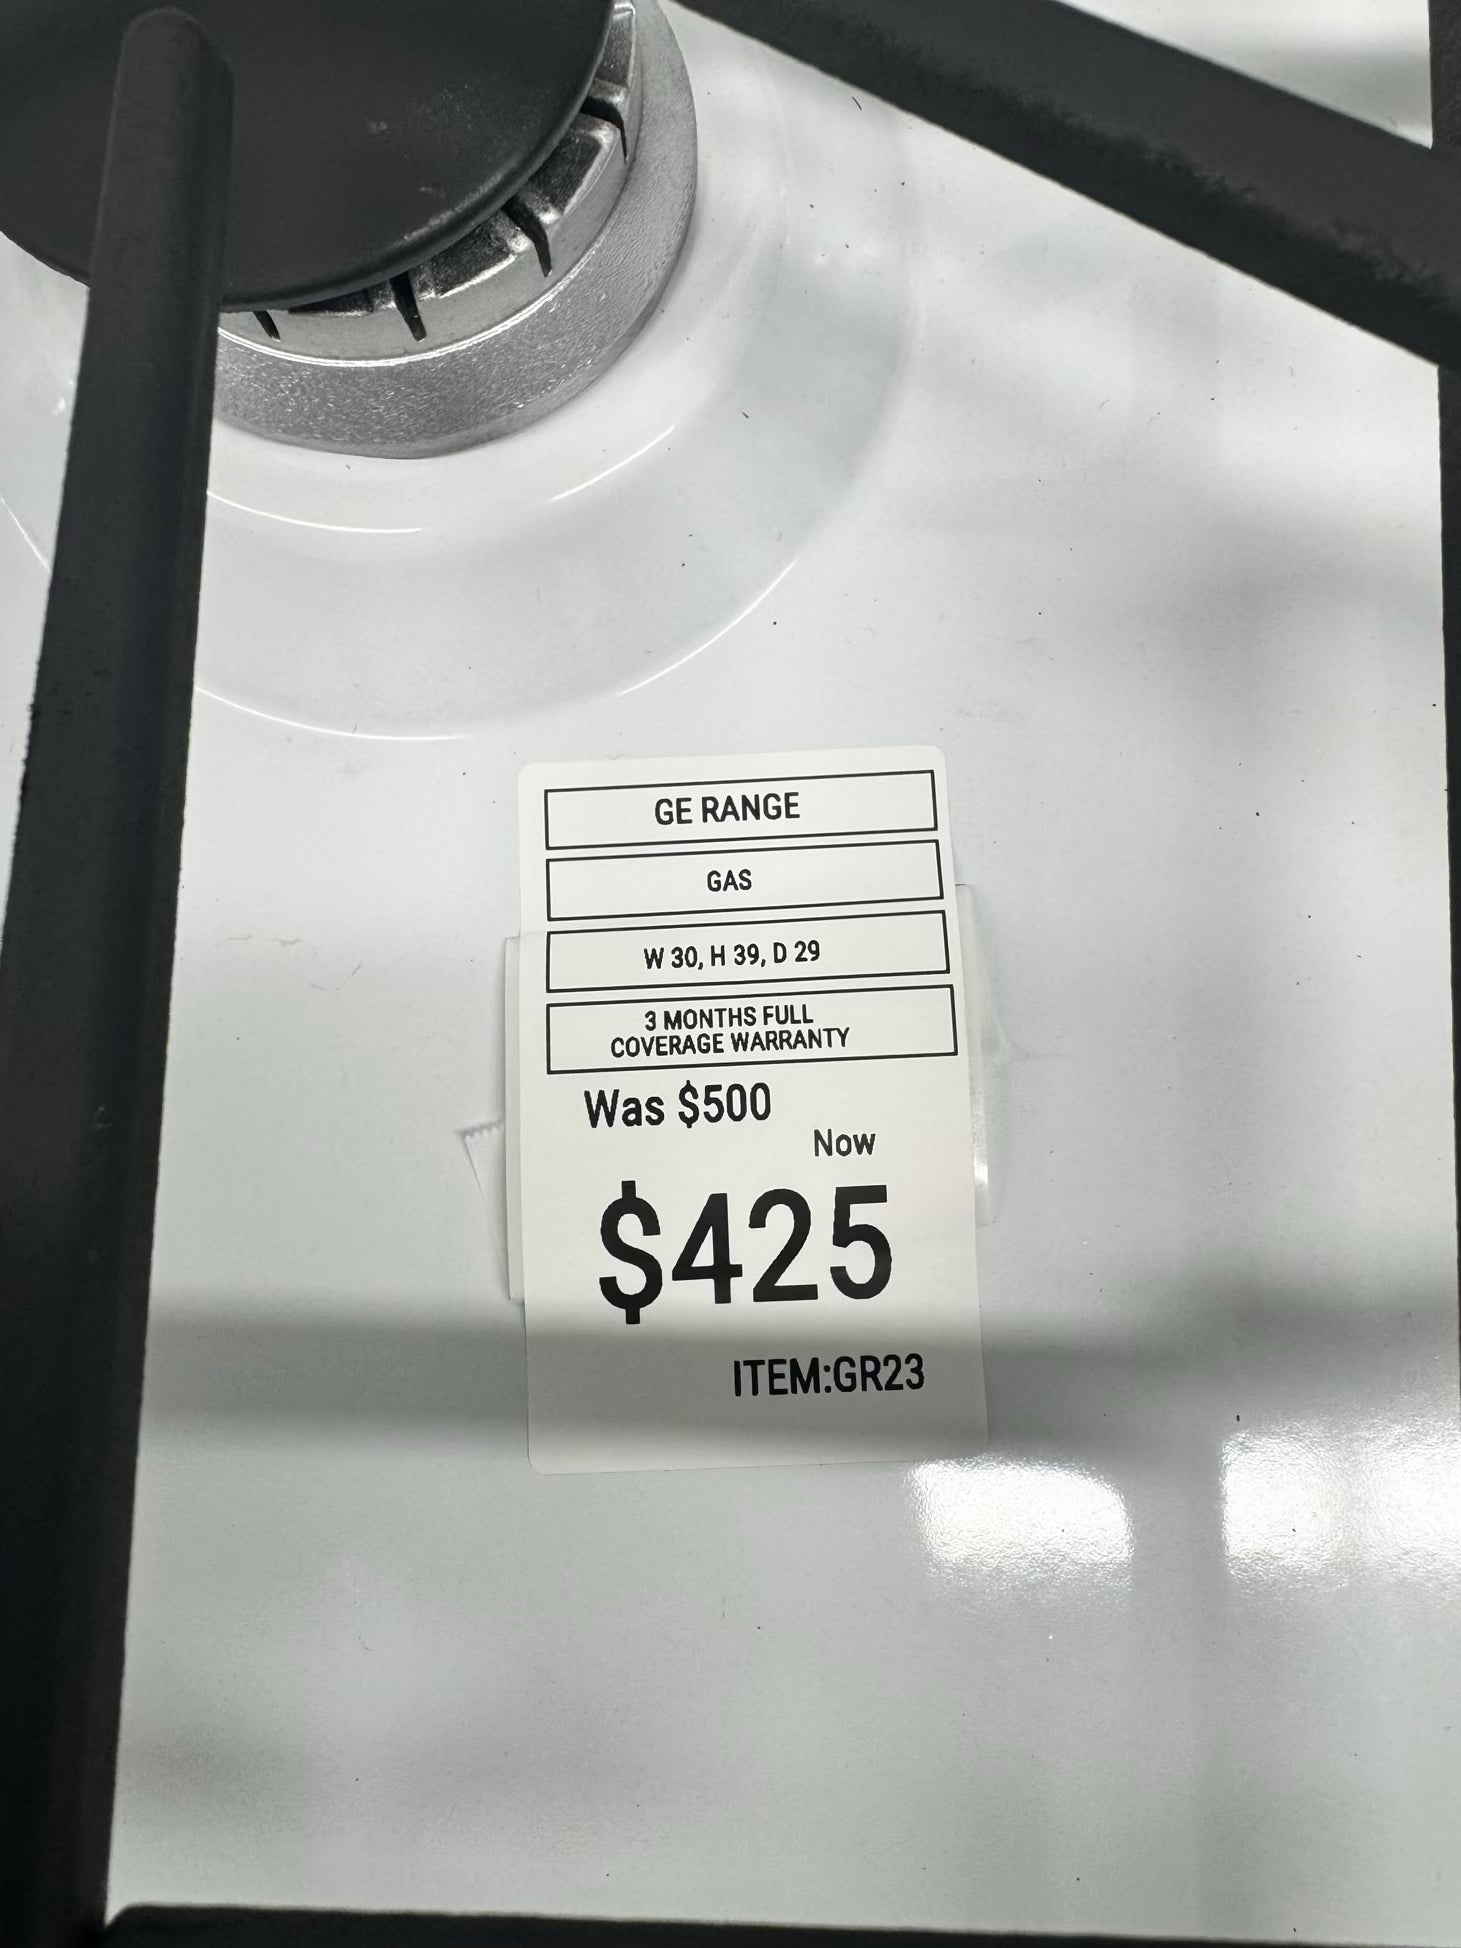 GE RANGE
GAS
W 30, H 39, D 29
3 MONTHS FULL
COVERAGE WARRANTY
Was $500
Now
$425
ITEM:GR23